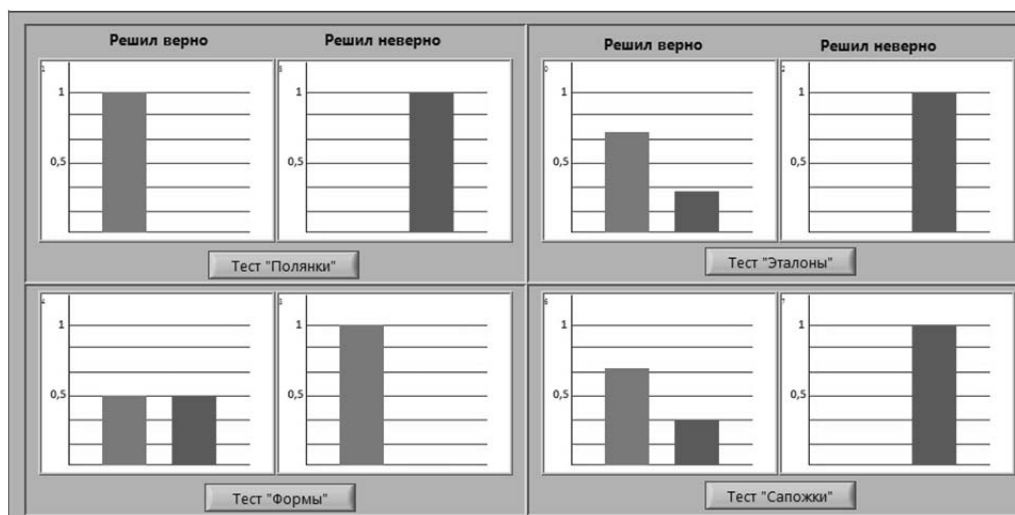 Решил верно
Решил неверно
Решил верно
Решил неверно
1
0,5
1
0,5
1
0,5
1
0,5
Тест "Полянки"
Тест "Эталоны"
1
0,5
1
0,5
1
0,5
1
0,5
Тест "Формы"
Тест "Сапожки"